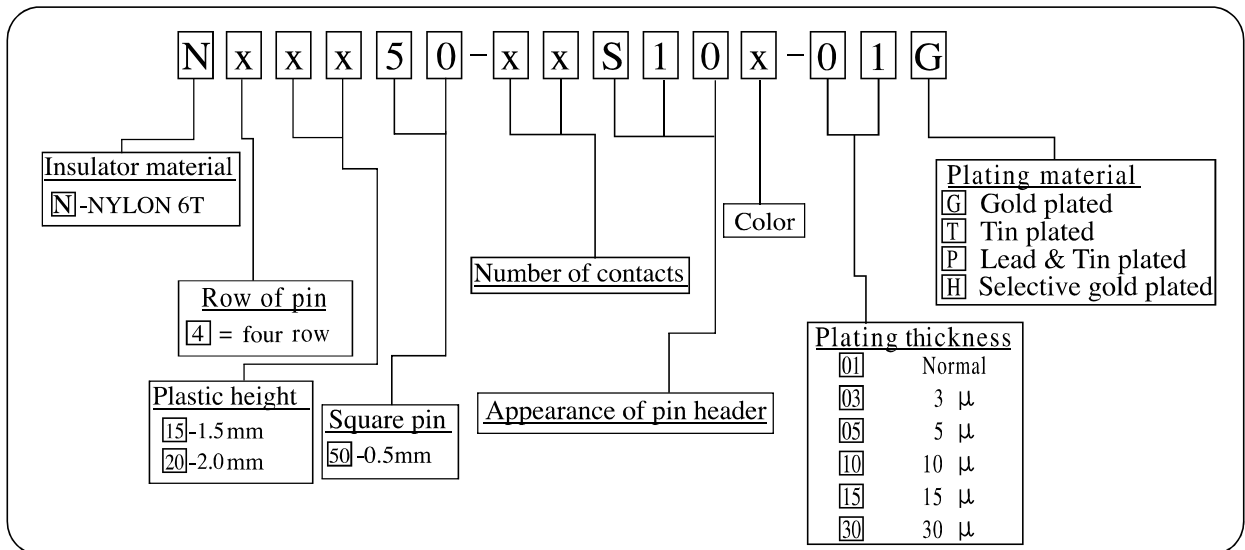 N x x x 5 0 - x x S 1 0 x - 0 1 G
Insulator material
N -NYLON 6T
Row of pin
4 = four row
Plastic height
15 -1.5mm
20 -2.0mm
Square pin
50 -0.5mm
Number of contacts
Appearance of pin header
Color
Plating thickness
01 Normal
03 3 μ
05 5 μ
10 10 μ
15 15 μ
30 30 μ
Plating material
G Gold plated
T Tin plated
P Lead & Tin plated
H Selective gold plated